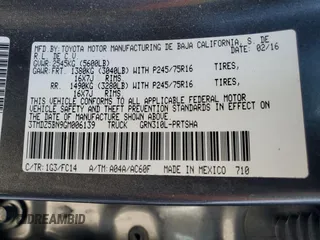 MFD BY TOYOTA MOTOR MANUFACTURING DE BAJA CALIFORNIA, S. DE
R.L. DE C.V. 02/16
GVWR 2545KG (5600LB)
GAWR: FRT. 1380KG (3040LB) WITH P245/75R16 TIRES,
16X7J RIMS
RR. 1490KG (3280LB) WITH P245/75R16 TIRES,
16X7J RIMS
THIS VEHICLE CONFORMS TO ALL APPLICABLE FEDERAL MOTOR
VEHICLE SAFETY AND THEFT PREVENTION STANDARDS IN EFFECT
ON THE DATE OF MANUFACTURE SHOWN ABOVE.
3TMDZ5BN9GM006139 TRUCK GRN310L-PRTSHA
C/TR: 1G3/FC14
A/TM: A04A/AC60F MADE IN MEXICO 710
DREAMBID